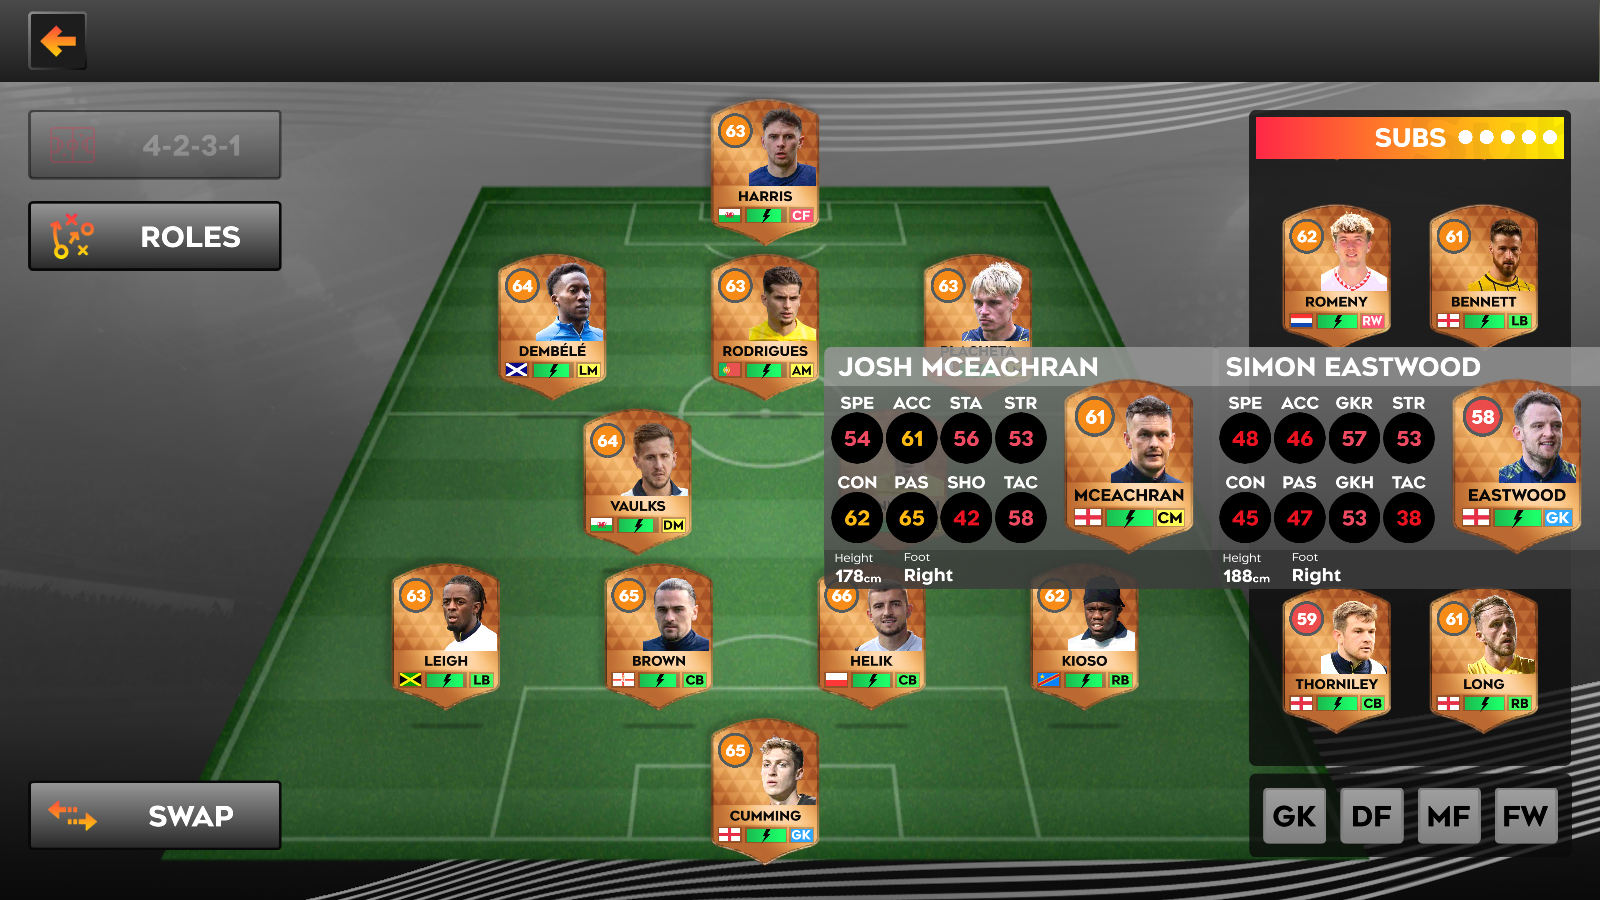 4-2-3-1
ROLES
SWAP
63
HARRIS
CF
64
DEMBÉLÉ
LM
63
RODRIGUES
AM
63
PLACHETA
64
VAULKS
DM
63
LEIGH
LB
65
BROWN
CB
66
HELIK
CB
62
KIOSO
RB
65
CUMMING
GK
JOSH MCEACHRAN
SPE ACC STA STR
54 61 56 53
CON PAS SHO TAC
62 65 42 58
Height Foot
178cm Right
61
MCEACHRAN
CM
SIMON EASTWOOD
SPE ACC GKR STR
48 46 57 53
CON PAS GKH TAC
45 47 53 38
Height Foot
188cm Right
58
EASTWOOD
GK
SUBS
62
ROMENY
RW
61
BENNETT
LB
59
THORNILEY
CB
61
LONG
RB
GK DF MF FW